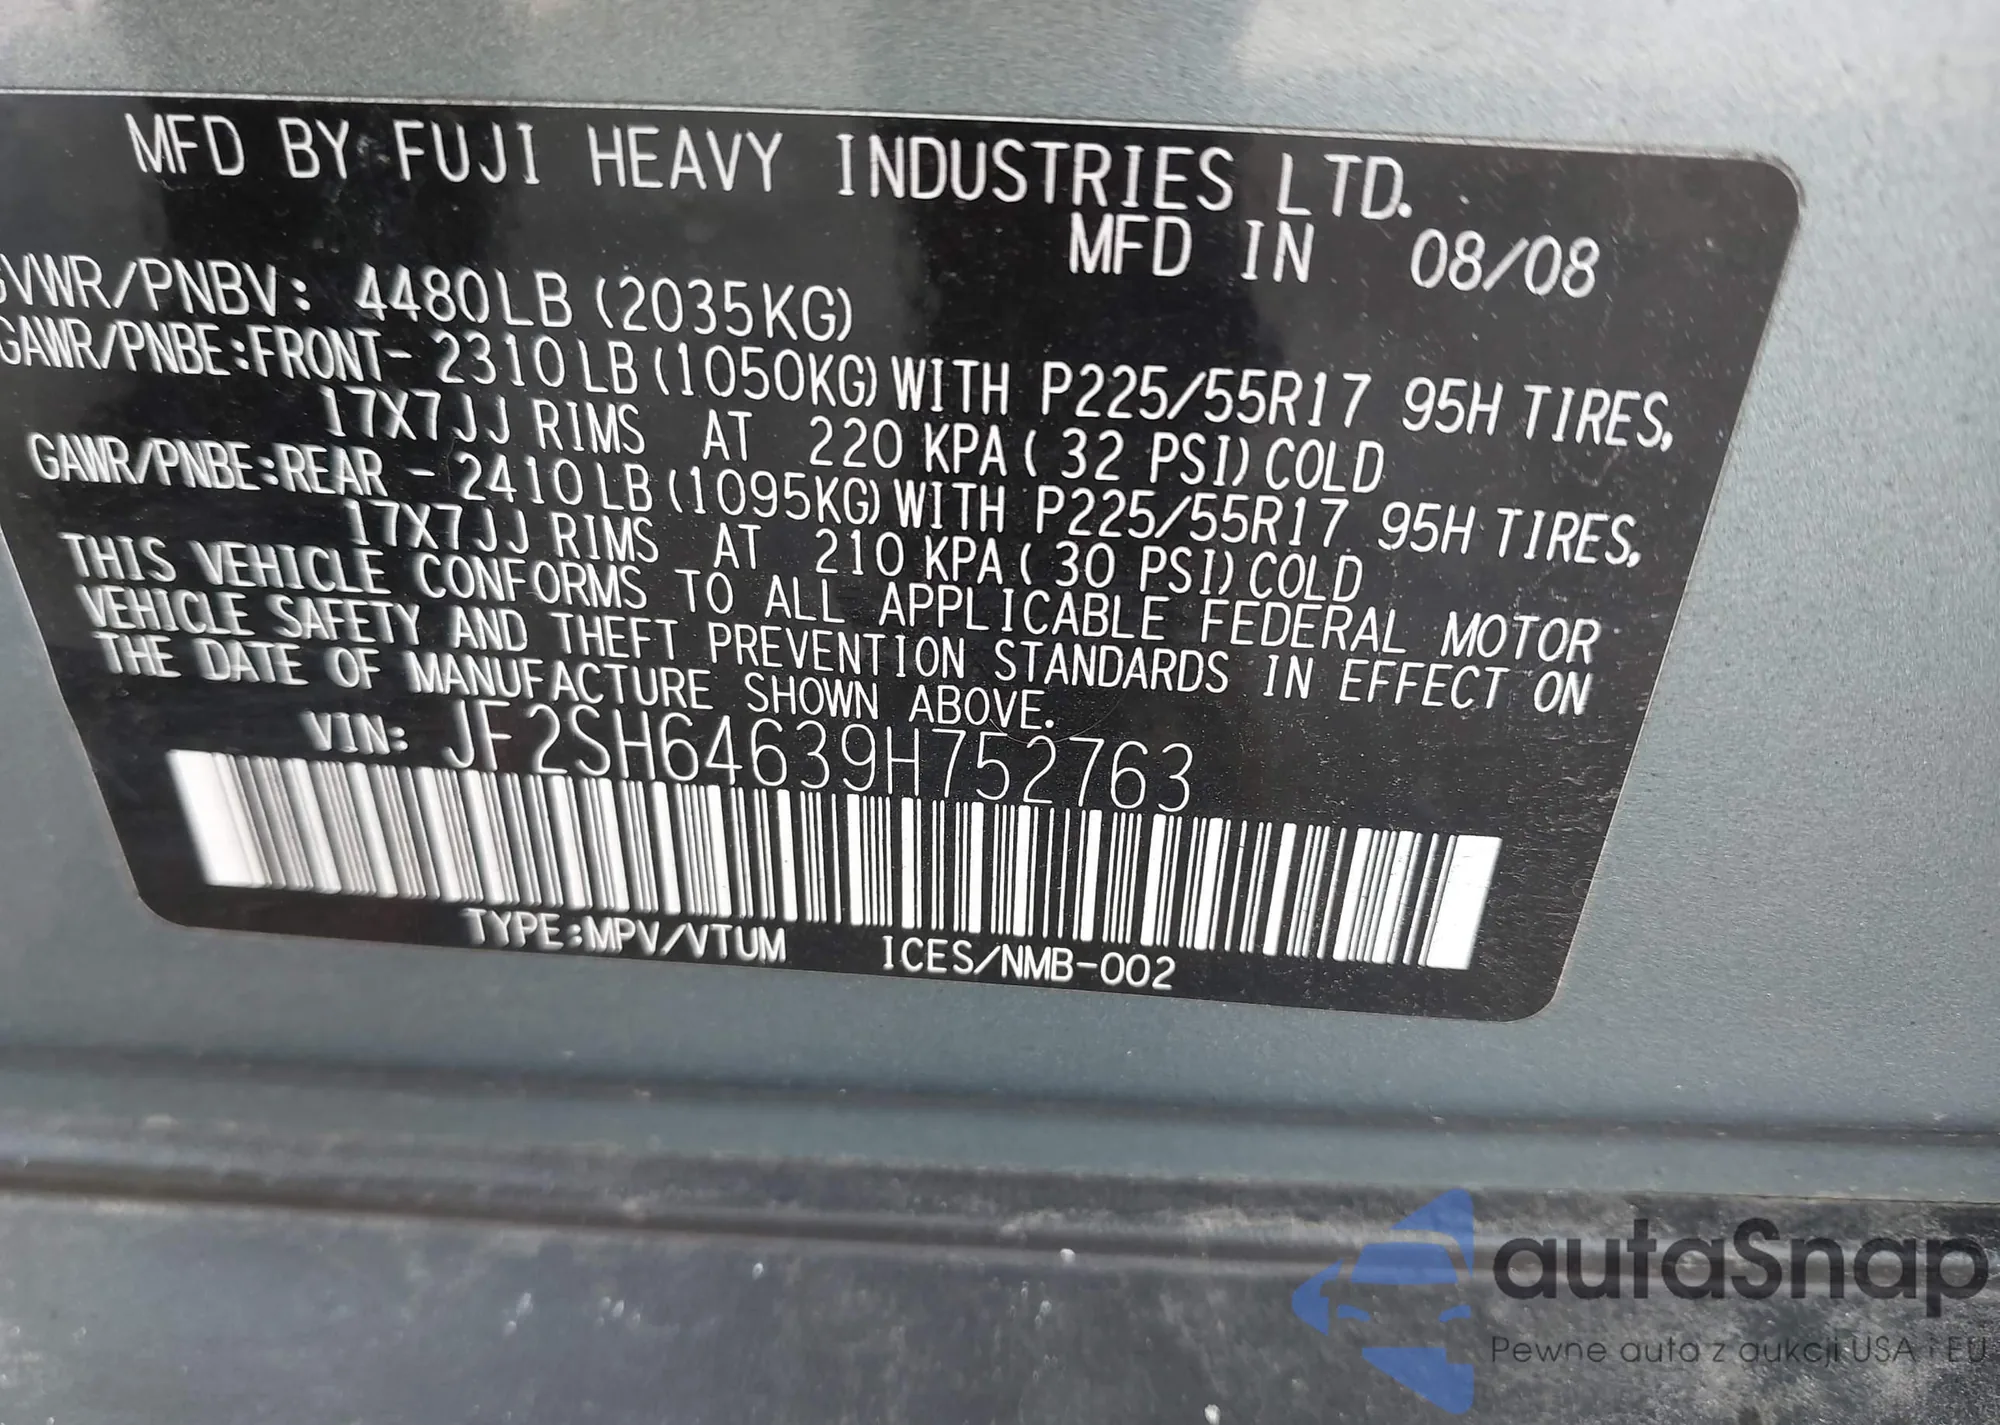 MFD BY FUJI HEAVY INDUSTRIES LTD.
MFD IN 08/08
GVWR/PNBV: 4480LB (2035KG)
GAWR/PNBE:FRONT- 2310LB (1050KG) WITH P225/55R17 95H TIRES,
17X7JJ RIMS AT 220 KPA ( 32 PSI) COLD
GAWR/PNBE:REAR - 2410LB (1095KG) WITH P225/55R17 95H TIRES,
17X7JJ RIMS AT 210 KPA ( 30 PSI) COLD
THIS VEHICLE CONFORMS TO ALL APPLICABLE FEDERAL MOTOR
VEHICLE SAFETY AND THEFT PREVENTION STANDARDS IN EFFECT ON
THE DATE OF MANUFACTURE SHOWN ABOVE.
VIN: JF2SH64639H752763
TYPE:MPV/VTUM ICES/NMB-002
autaSnap
Pewne auta z aukcji USA i EU